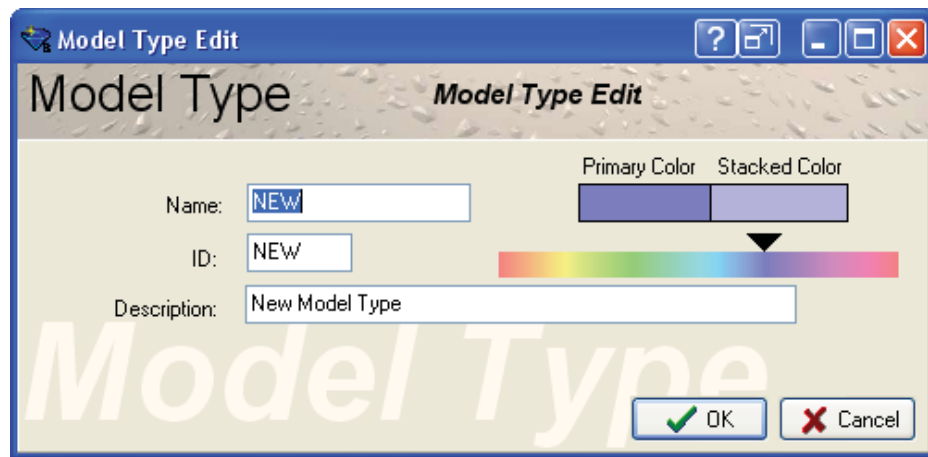 Model Type Edit
Model Type
Model Type Edit
Primary Color Stacked Color
Name: NEW
ID: NEW
Description: New Model Type
Model Type
OK Cancel